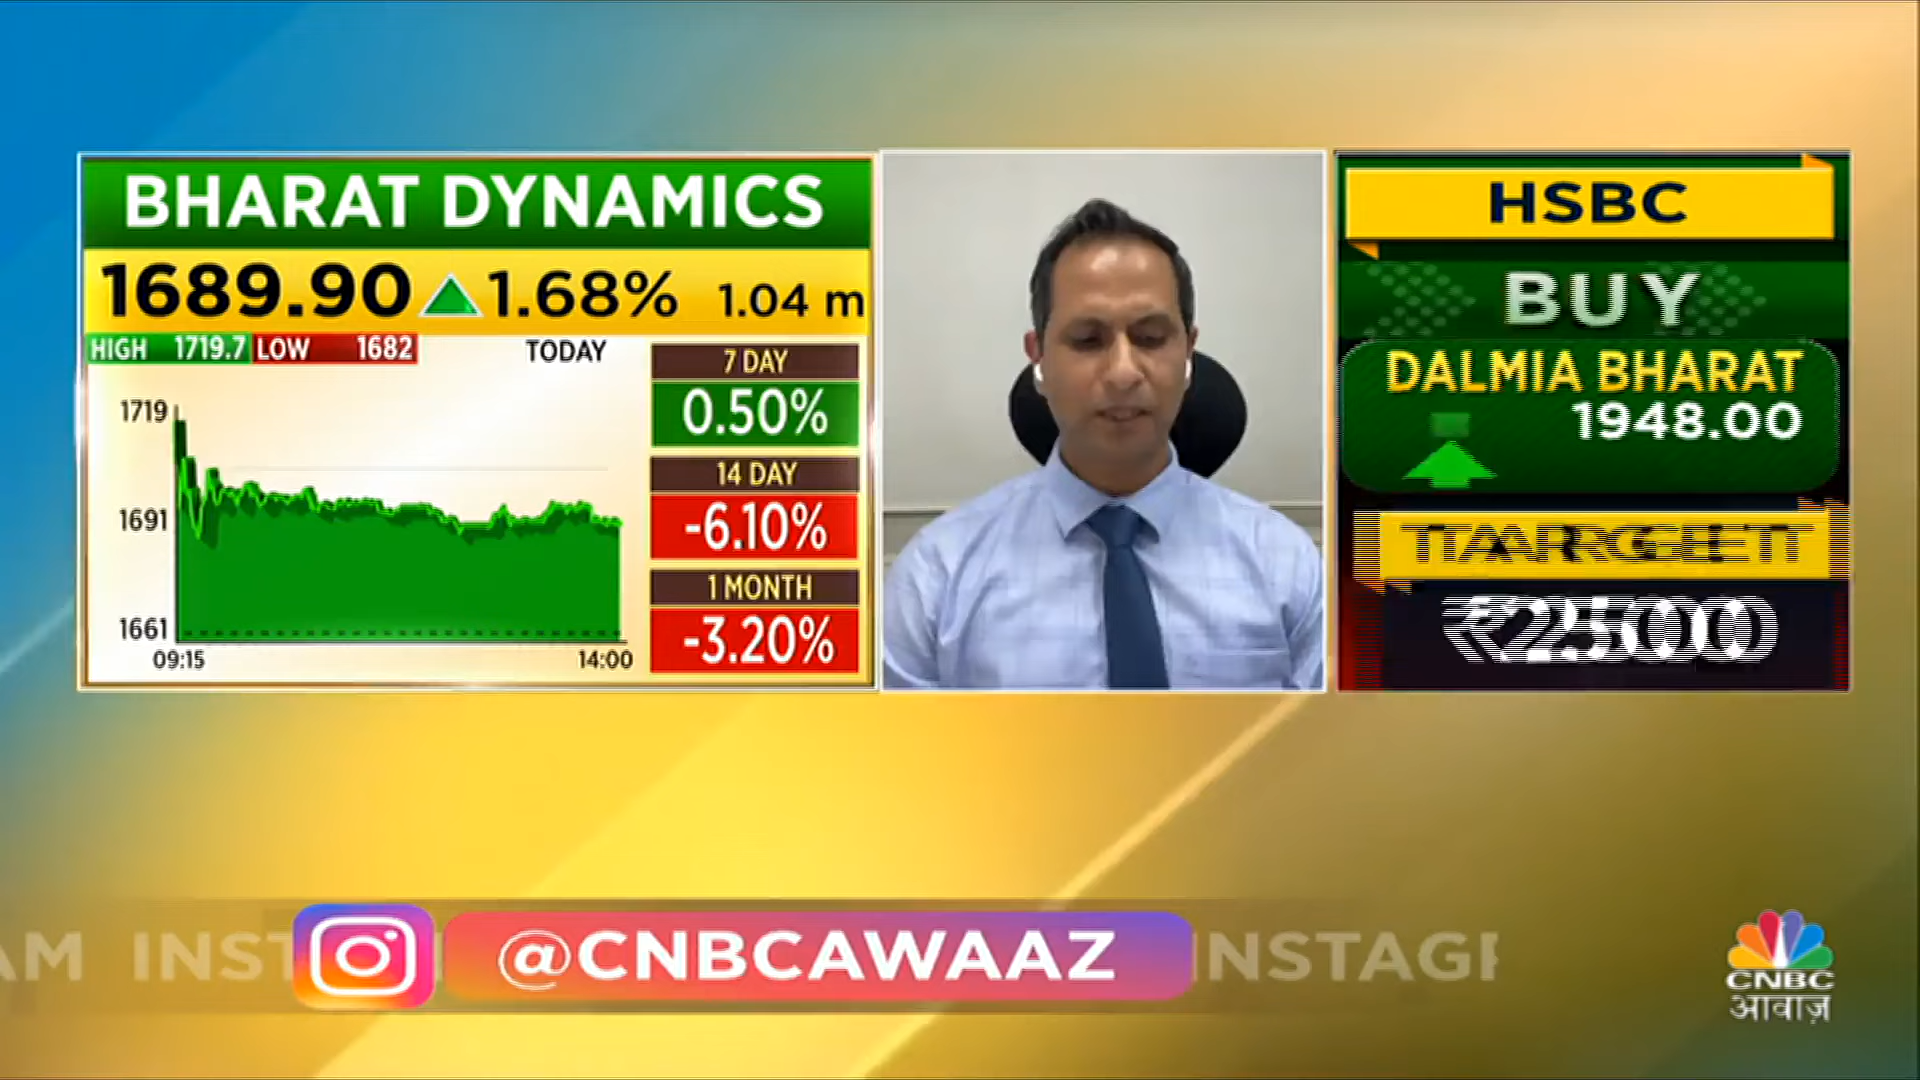 BHARAT DYNAMICS
1689.90 1.68% 1.04 m
HIGH 1719.7 LOW 1682 TODAY
1719
1691
1661
09:15 14:00
7 DAY
0.50%
14 DAY
-6.10%
1 MONTH
-3.20%
HSBC
BUY
DALMIA BHARAT
1948.00
TARGET
₹2500
AM INST @CNBCAWAAZ NSTAGR
CNBC
आवाज़